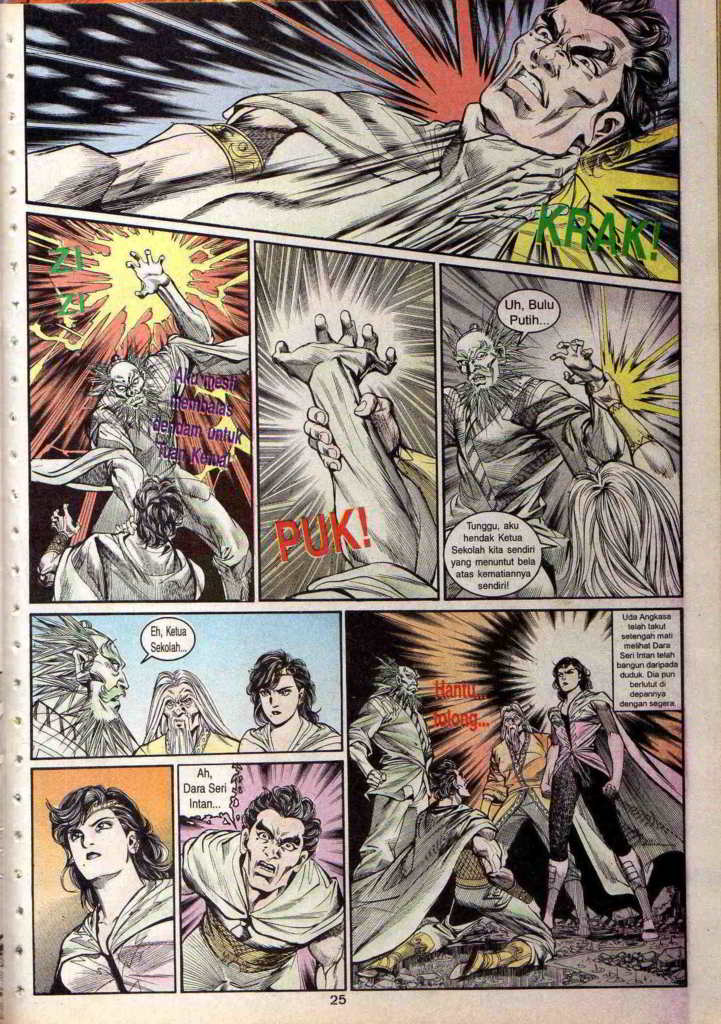 KRAK!
ZI
ZI
Aku mesti
membalas
dendam untuk
Tuan Kema!
PUK!
Uh, Bulu
Putih...
Tunggu, aku
hendak Ketua
Sekolah kita sendiri
yang menuntut bela
atas kematiannya
sendiri!
Eh, Ketua
Sekolah...
Hantu...
tolong...
Uda Angkasa
telah takut
setengah mati
melihat Dara
Seri Intan telah
bangun daripada
duduk. Dia pun
berlutut di
depannya
dengan segera.
Ah,
Dara Seri
Intan...
25